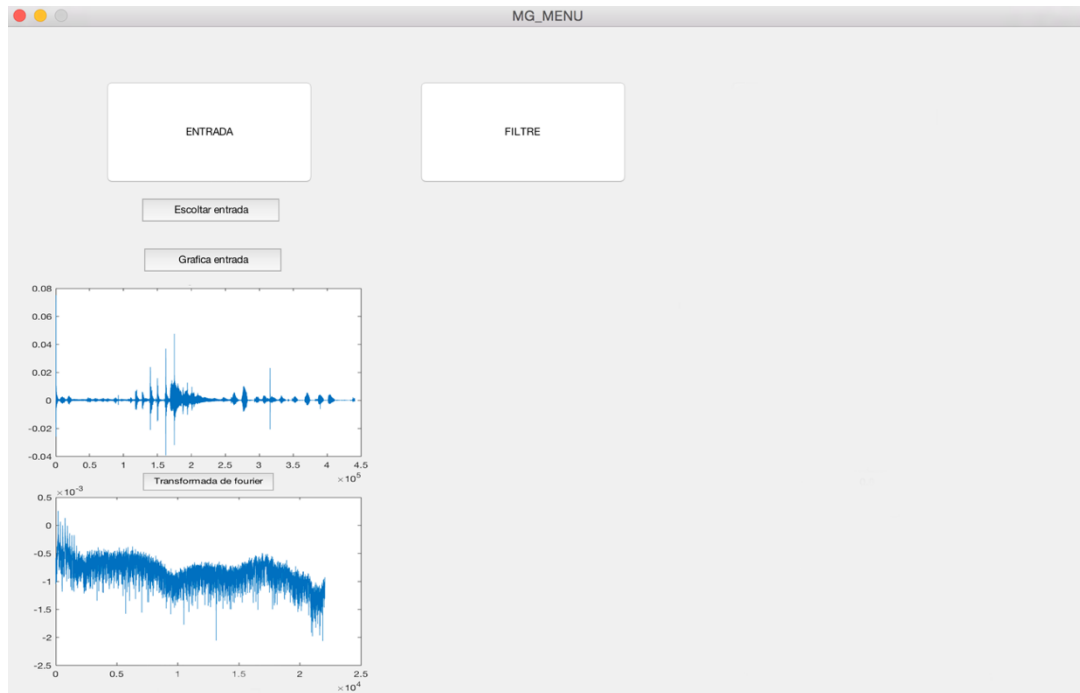 MG_MENU
ENTRADA
FILTRE
Escoltar entrada
Grafica entrada
0.08
0.06
0.04
0.02
0
-0.02
-0.04
0 0.5 1 1.5 2 2.5 3 3.5 4 4.5
×10^5
Transformada de fourier
×10^-3
0.5
0
-0.5
-1
-1.5
-2
-2.5
0 0.5 1 1.5 2 2.5
×10^4